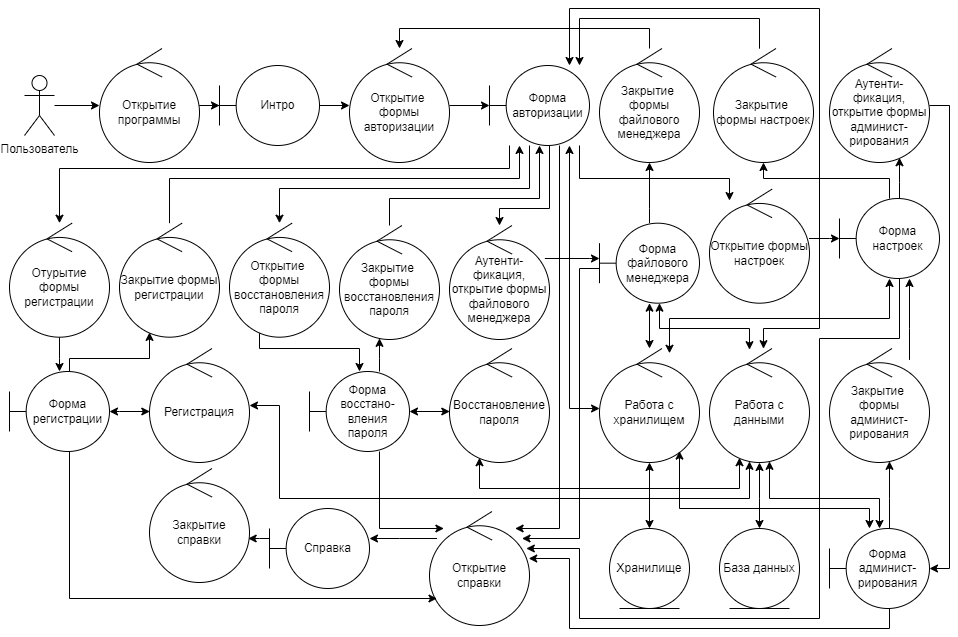 Пользователь
Открытие
программы
Интро
Открытие
формы
авторизации
Форма
авторизации
Закрытие
формы
файлового
менеджера
Закрытие
формы настроек
Аутенти-
фикация,
открытие формы
админист-
рирования
Отурытие
формы
регистрации
Закрытие формы
регистрации
Открытие
формы
восстановления
пароля
Закрытие
формы
восстановления
пароля
Аутенти-
фикация,
открытие формы
файлового
менеджера
Форма
файлового
менеджера
Открытие формы
настроек
Форма
настроек
Форма
регистрации
Регистрация
Форма
восстано-
вления
пароля
Восстановление
пароля
Работа с
хранилищем
Работа с
данными
Закрытие
формы
админист-
рирования
Закрытие
справки
Справка
Открытие
справки
Хранилище
База данных
Форма
админист-
рирования